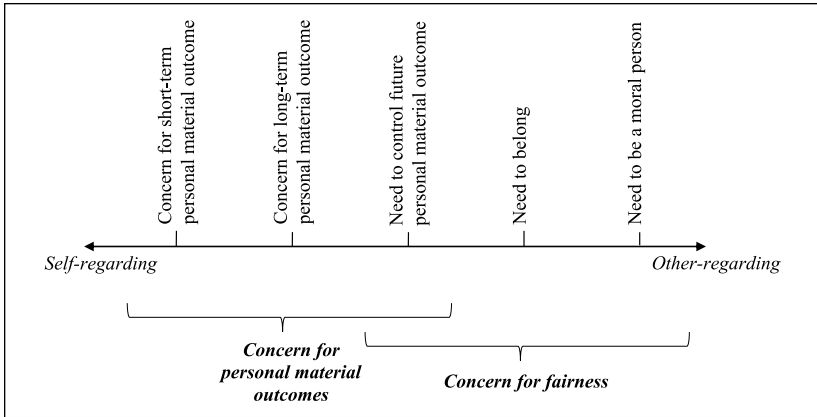 Concern for short-term
personal material outcome
Concern for long-term
personal material outcome
Need to control future
personal material outcome
Need to belong
Need to be a moral person
Self-regarding
Other-regarding
Concern for
personal material
outcomes
Concern for fairness